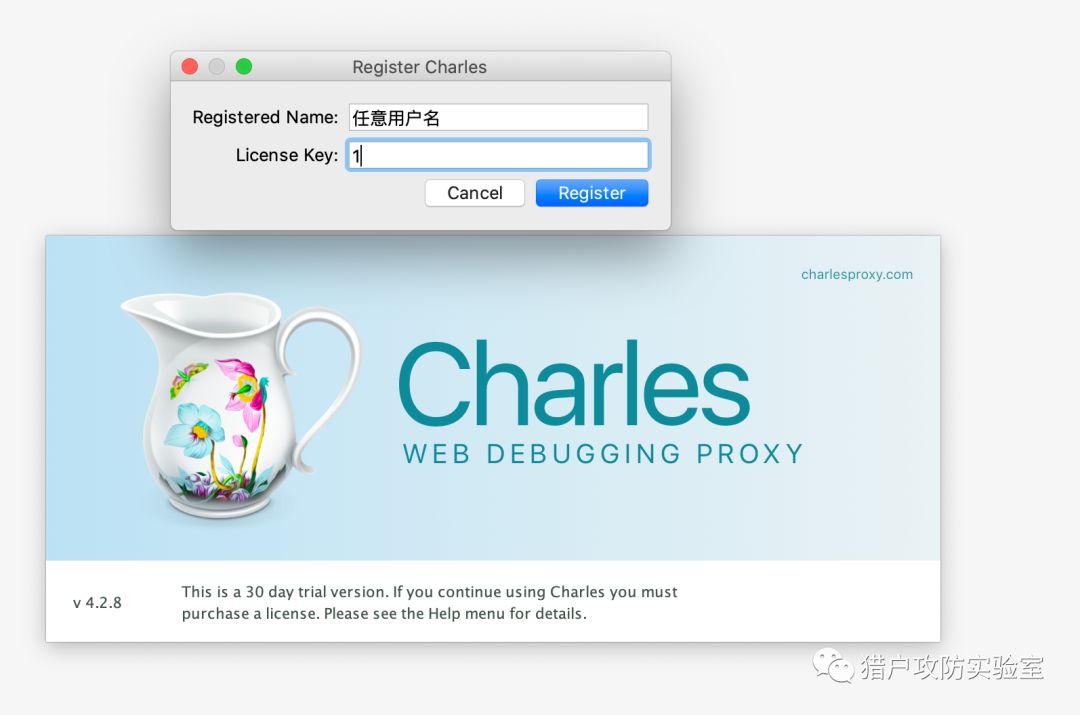 Register Charles
Registered Name: 任意用户名
License Key: 1
Cancel Register
charlesproxy.com
Charles
WEB DEBUGGING PROXY
v 4.2.8
This is a 30 day trial version. If you continue using Charles you must
purchase a license. Please see the Help menu for details.
猎户攻防实验室